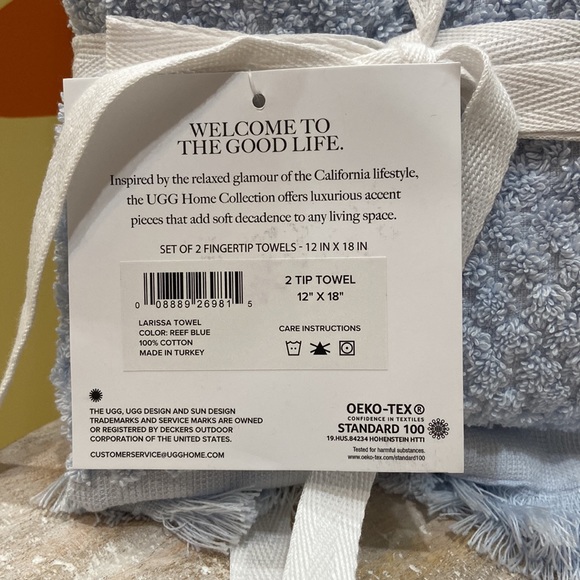 WELCOME TO
THE GOOD LIFE.
Inspired by the relaxed glamour of the California lifestyle,
the UGG Home Collection offers luxurious accent
pieces that add soft decadence to any living space.
SET OF 2 FINGERTIP TOWELS - 12 IN X 18 IN
0 08889 26981 5
LARISSA TOWEL
COLOR: REEF BLUE
100% COTTON
MADE IN TURKEY
2 TIP TOWEL
12" X 18"
CARE INSTRUCTIONS
THE UGG, UGG DESIGN AND SUN DESIGN
TRADEMARKS AND SERVICE MARKS ARE OWNED
OR REGISTERED BY DECKERS OUTDOOR
CORPORATION OF THE UNITED STATES.
CUSTOMERSERVICE@UGGHOME.COM
OEKO-TEX®
CONFIDENCE IN TEXTILES
STANDARD 100
19.HUS.84234 HOHENSTEIN HTTI
Tested for harmful substances.
www.oeko-tex.com/standard100